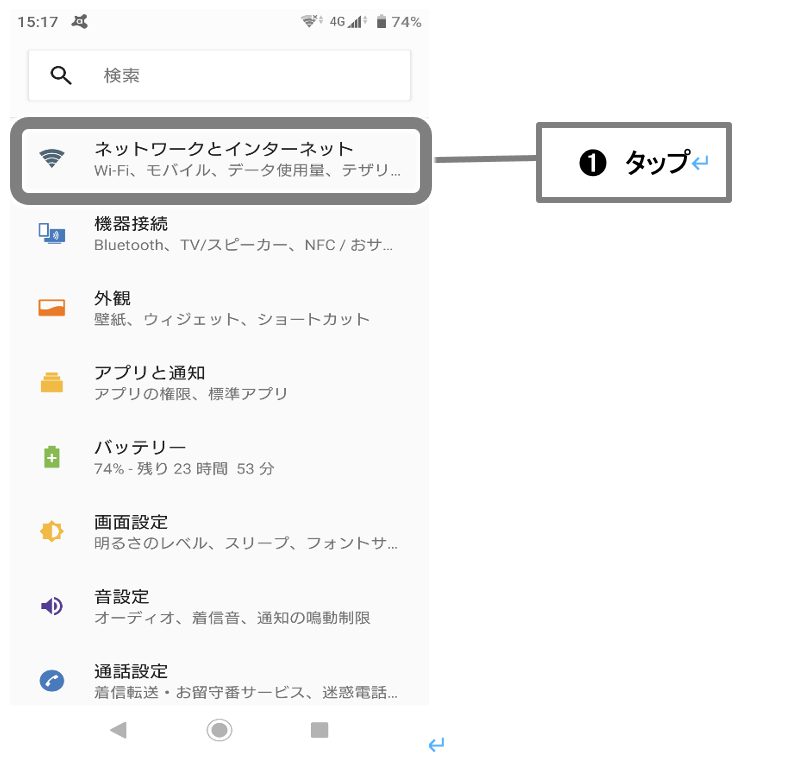 15:17 4G 74%
検索
ネットワークとインターネット
Wi-Fi、モバイル、データ使用量、テザリ...
❶ タップ↵
機器接続
Bluetooth、TV/スピーカー、NFC / おサ...
外観
壁紙、ウィジェット、ショートカット
アプリと通知
アプリの権限、標準アプリ
バッテリー
74% - 残り 23 時間 53 分
画面設定
明るさのレベル、スリープ、フォントサ...
音設定
オーディオ、着信音、通知の鳴動制限
通話設定
着信転送・お留守番サービス、迷惑電話...
↵